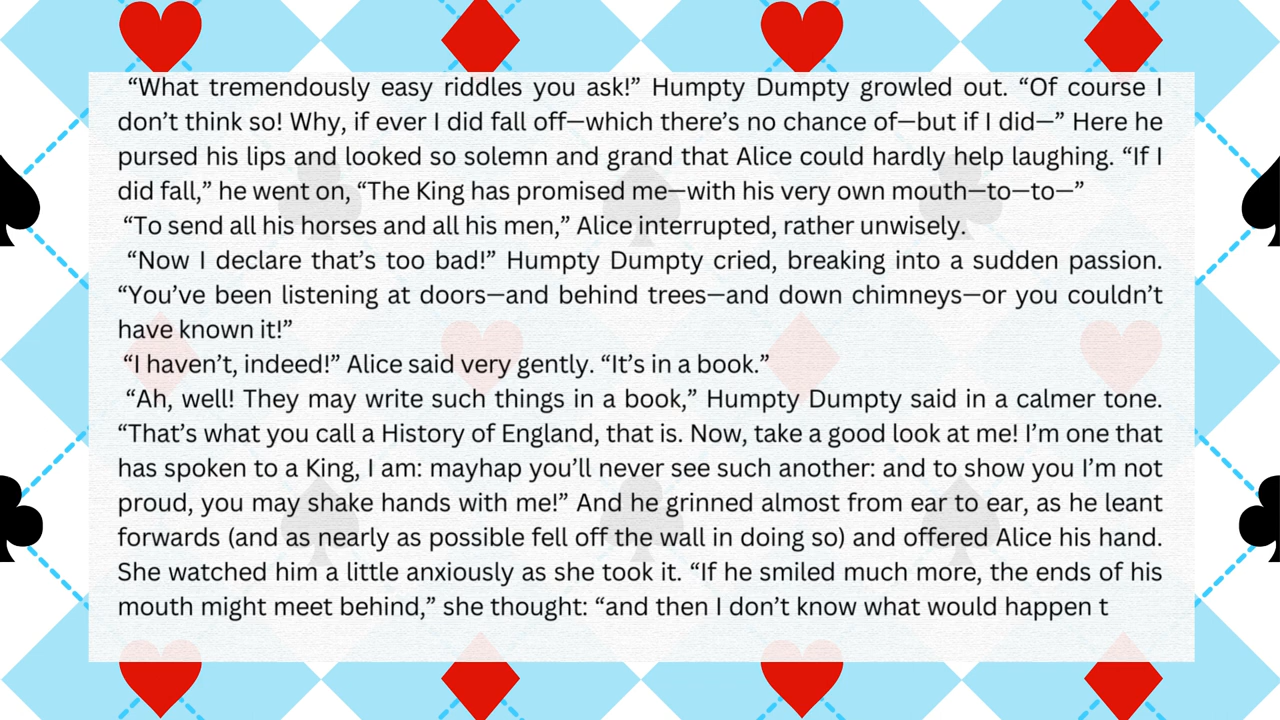 “What tremendously easy riddles you ask!” Humpty Dumpty growled out. “Of course I
don’t think so! Why, if ever I did fall off—which there’s no chance of—but if I did—” Here he
pursed his lips and looked so solemn and grand that Alice could hardly help laughing. “If I
did fall,” he went on, “The King has promised me—with his very own mouth—to—to—”
“To send all his horses and all his men,” Alice interrupted, rather unwisely.
“Now I declare that’s too bad!” Humpty Dumpty cried, breaking into a sudden passion.
“You’ve been listening at doors—and behind trees—and down chimneys—or you couldn’t
have known it!”
“I haven’t, indeed!” Alice said very gently. “It’s in a book.”
“Ah, well! They may write such things in a book,” Humpty Dumpty said in a calmer tone.
“That’s what you call a History of England, that is. Now, take a good look at me! I’m one that
has spoken to a King, I am: mayhap you’ll never see such another: and to show you I’m not
proud, you may shake hands with me!” And he grinned almost from ear to ear, as he leant
forwards (and as nearly as possible fell off the wall in doing so) and offered Alice his hand.
She watched him a little anxiously as she took it. “If he smiled much more, the ends of his
mouth might meet behind,” she thought: “and then I don’t know what would happen t